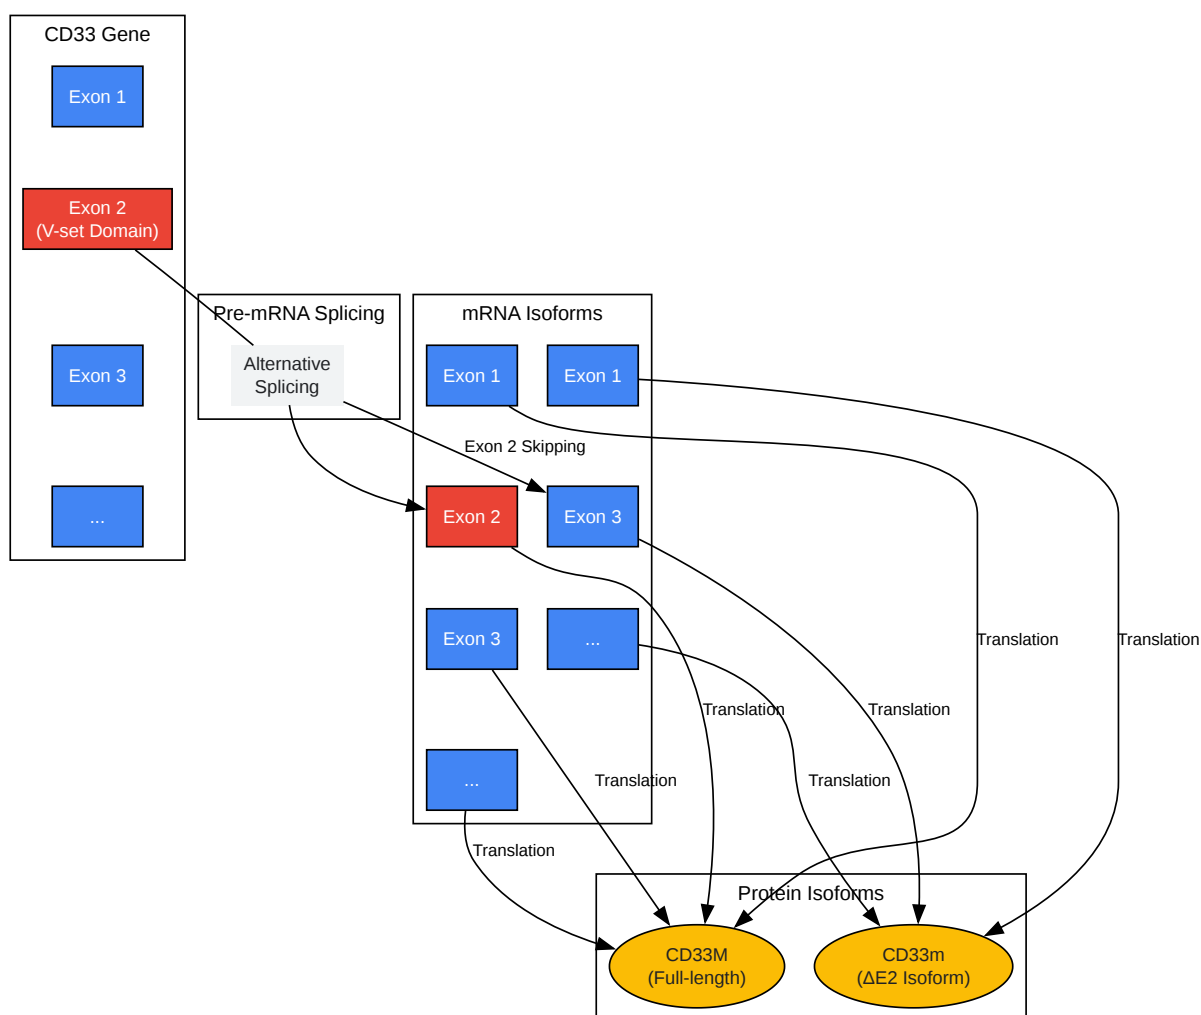 CD33 Gene
Exon 1
Exon 2
(V-set Domain)
Exon 3
...
Pre-mRNA Splicing
Alternative
Splicing
Exon 2 Skipping
mRNA Isoforms
Exon 1
Exon 1
Exon 2
Exon 3
Exon 3
...
...
Translation
Translation
Translation
Translation
Translation
Translation
Translation
Protein Isoforms
CD33M
(Full-length)
CD33m
(ΔE2 Isoform)